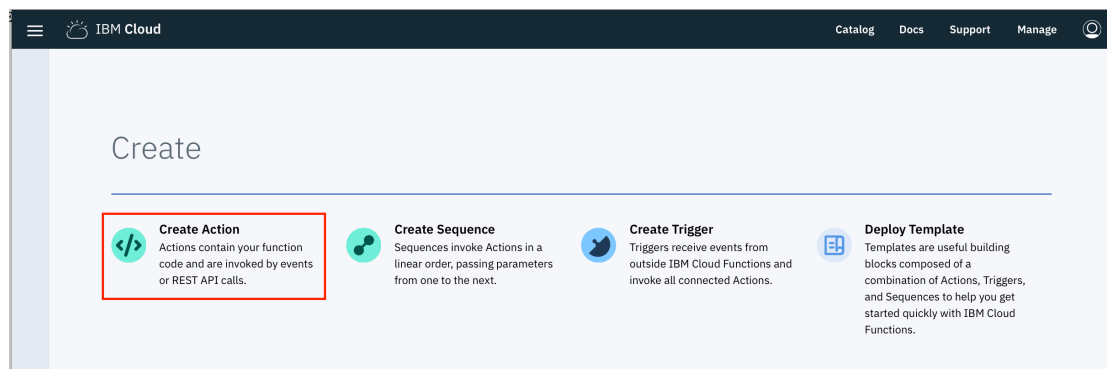 IBM Cloud
Catalog
Docs
Support
Manage
Create
Create Action
Actions contain your function
code and are invoked by events
or REST API calls.
Create Sequence
Sequences invoke Actions in a
linear order, passing parameters
from one to the next.
Create Trigger
Triggers receive events from
outside IBM Cloud Functions and
invoke all connected Actions.
Deploy Template
Templates are useful building
blocks composed of a
combination of Actions, Triggers,
and Sequences to help you get
started quickly with IBM Cloud
Functions.